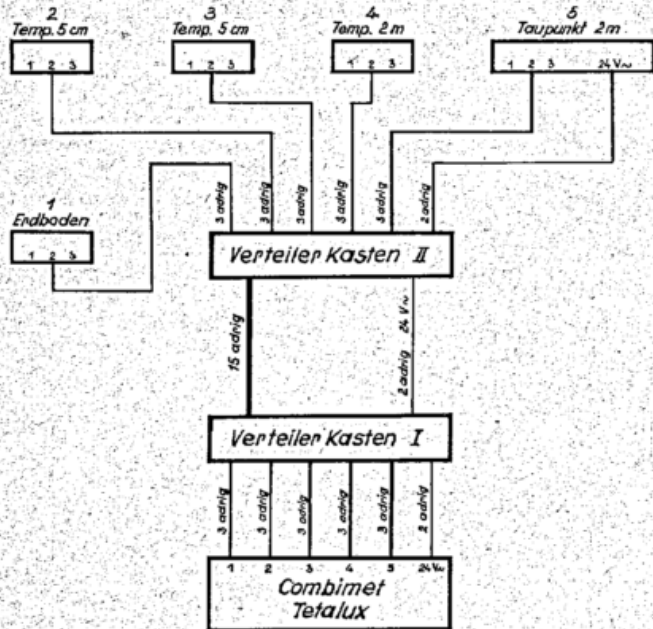 2
Temp. 5 cm
1 2 3
3
Temp. 5 cm
1 2 3
4
Temp. 2 m
1 2 3
5
Taupunkt 2 m
1 2 3 24 V~
1
Erdboden
1 2 3
3 adrig
3 adrig
3 adrig
3 adrig
3 adrig
2 adrig
Verteiler Kasten II
15 adrig
2 adrig 24 V~
Verteiler Kasten I
3 adrig
3 adrig
3 adrig
3 adrig
3 adrig
2 adrig
1 2 3 4 5 24 V~
Combimet
Tetalux